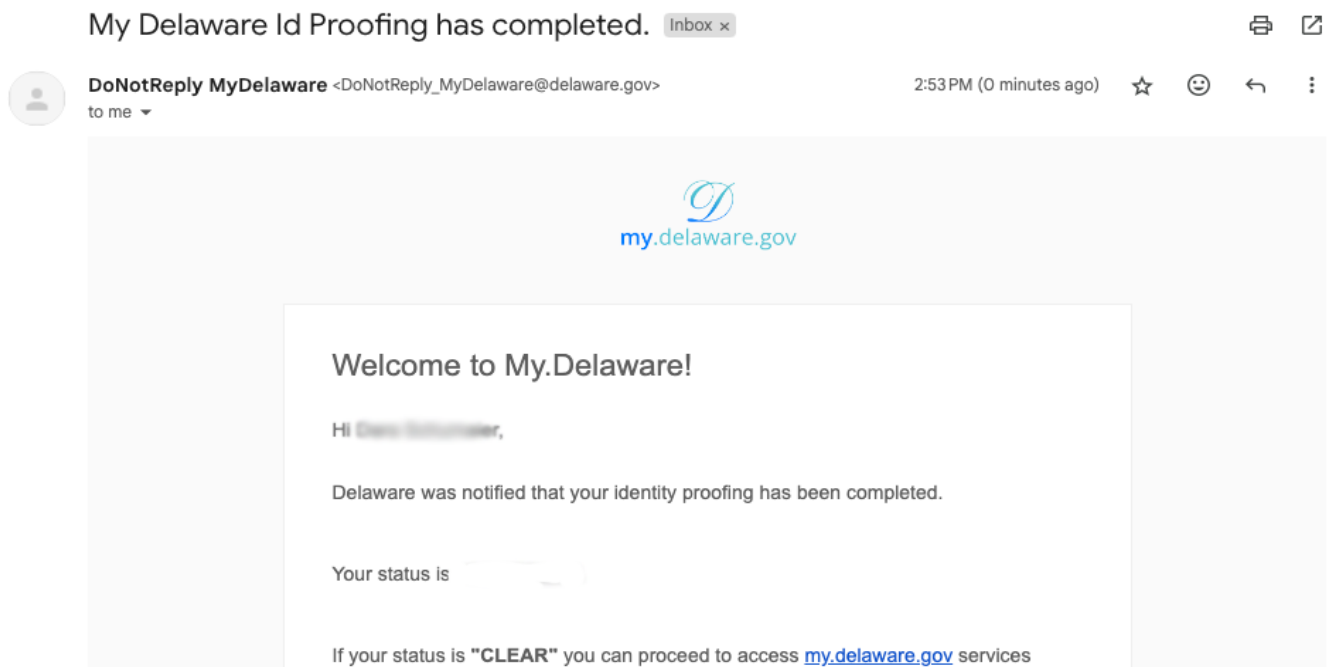 My Delaware Id Proofing has completed. Inbox ×
DoNotReply MyDelaware <DoNotReply_MyDelaware@delaware.gov> 2:53 PM (0 minutes ago)
to me
D
my.delaware.gov
Welcome to My.Delaware!
Hi
Delaware was notified that your identity proofing has been completed.
Your status is
If your status is "CLEAR" you can proceed to access my.delaware.gov services